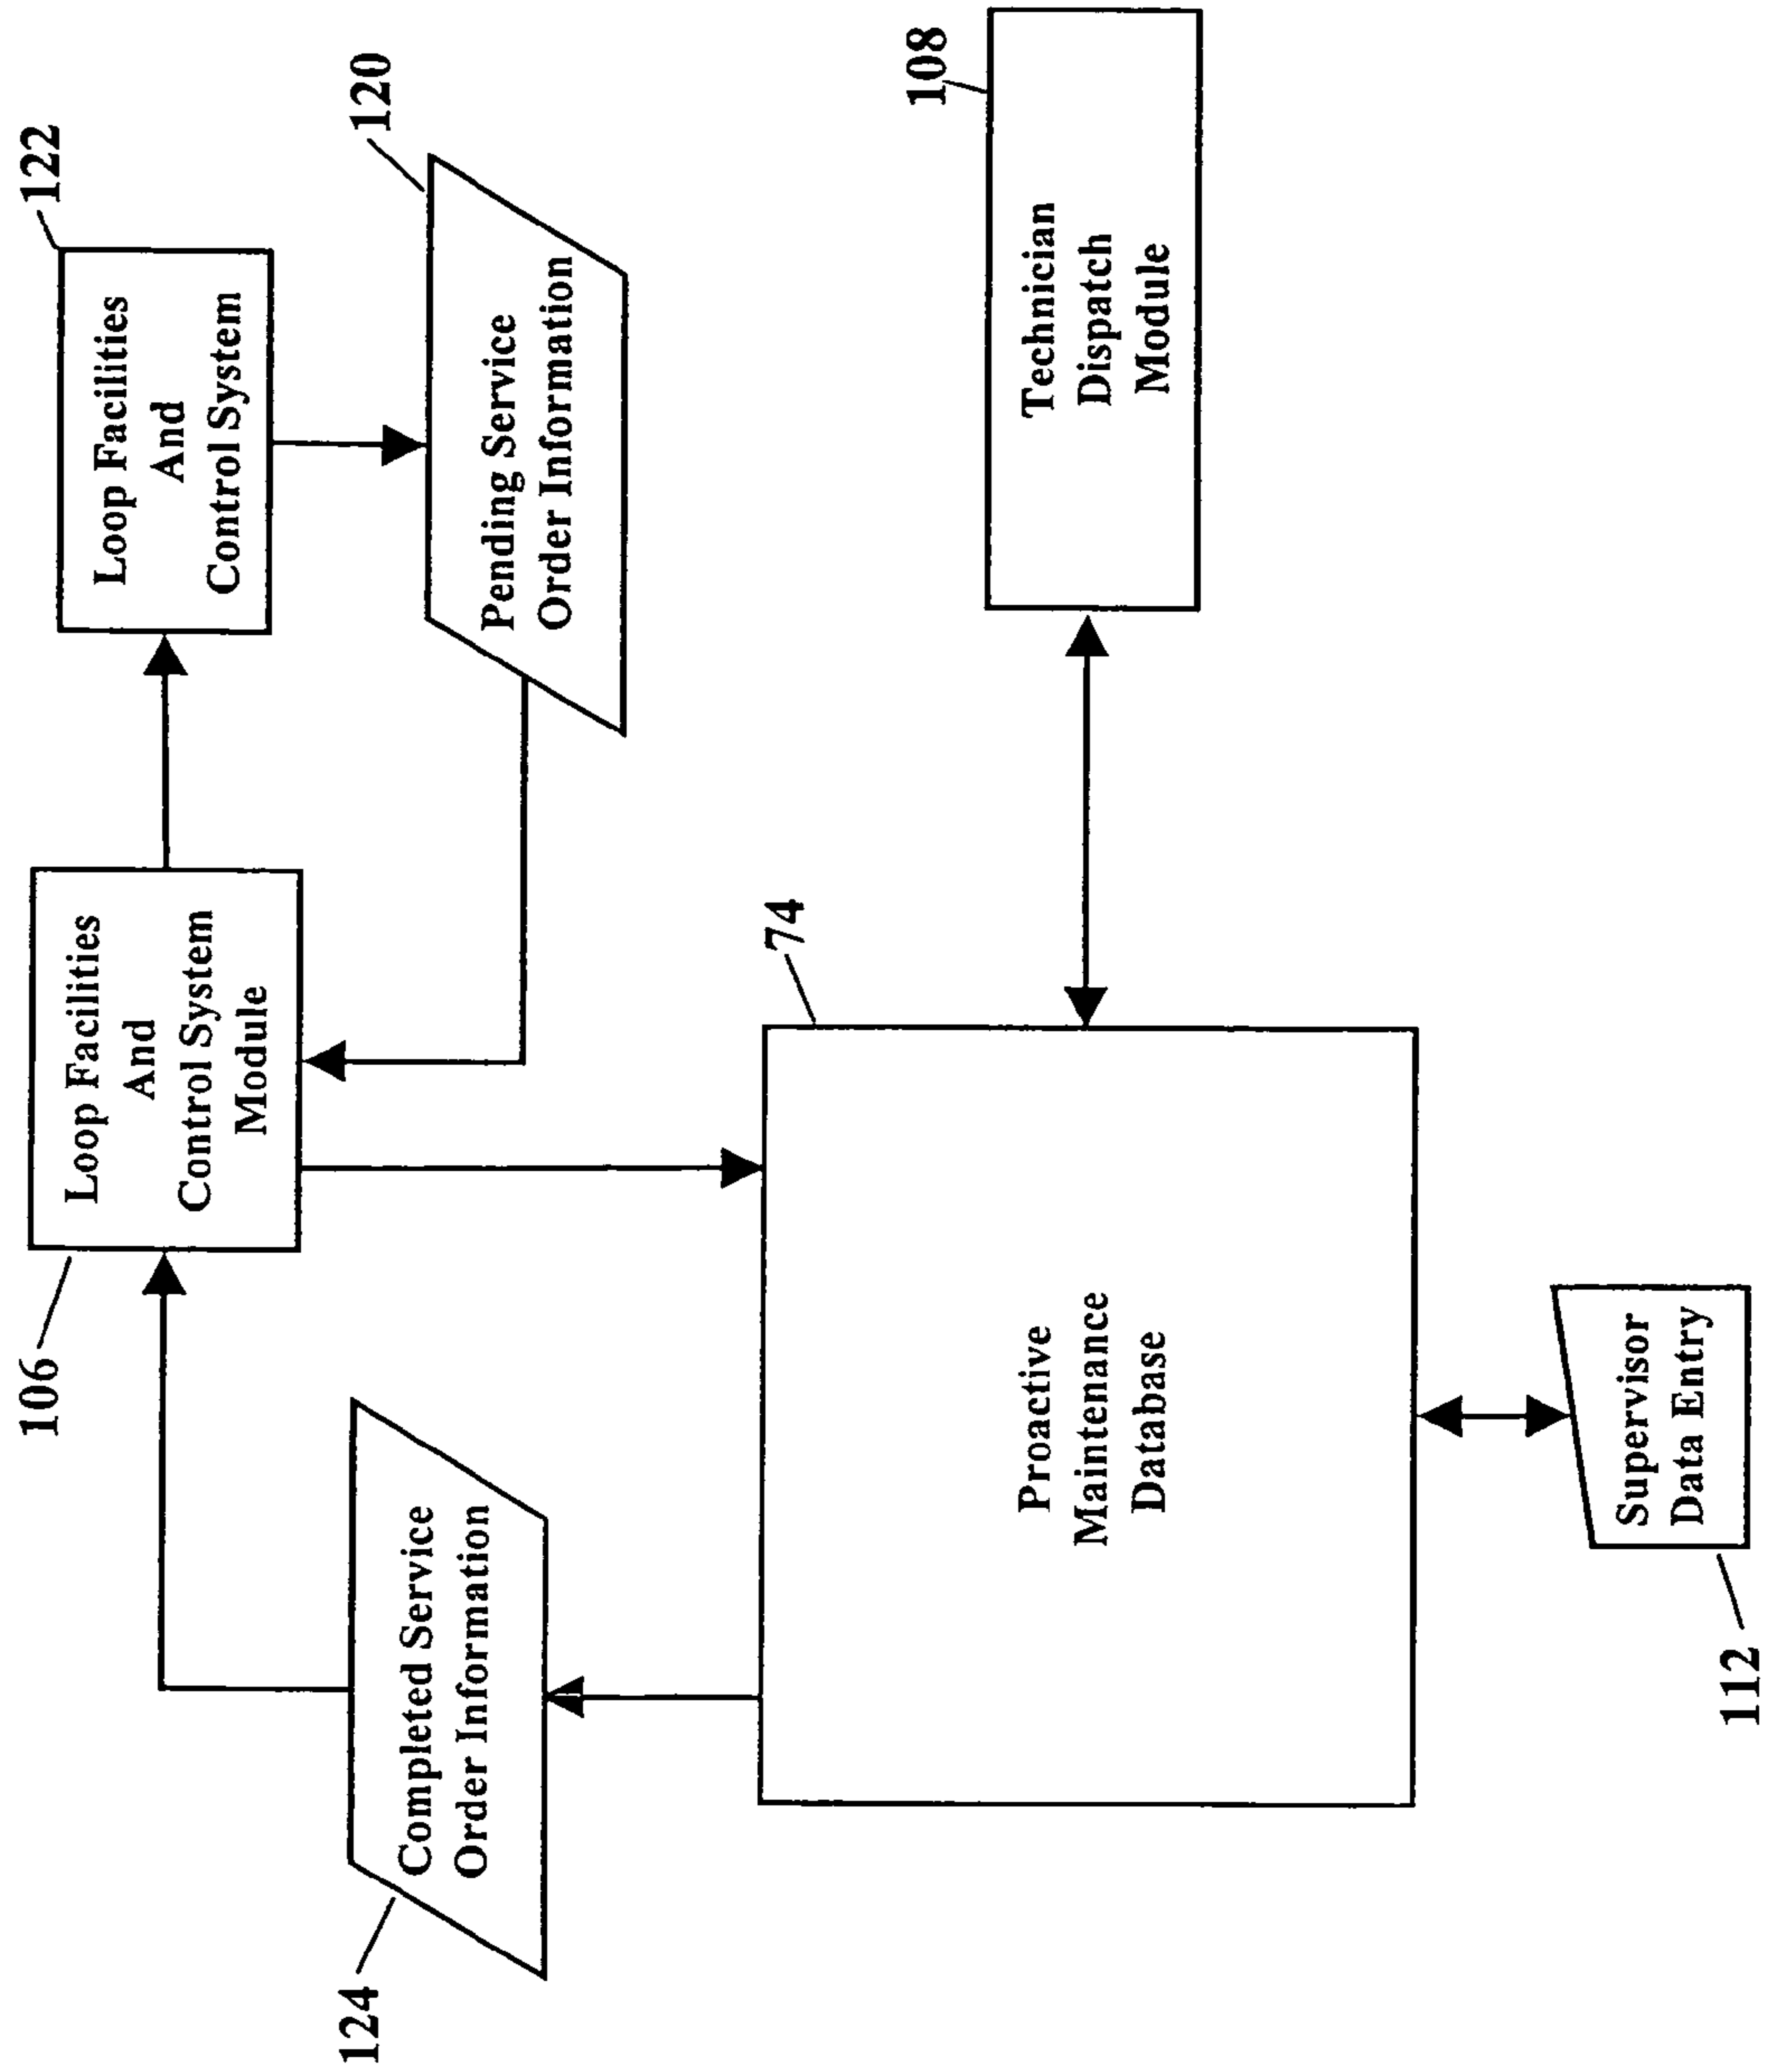 106
Loop Facilities
And
Control System
Module
122
Loop Facilities
And
Control System
124
Completed Service
Order Information
120
Pending Service
Order Information
74
Proactive
Maintenance
Database
108
Technician
Dispatch
Module
112
Supervisor
Data Entry